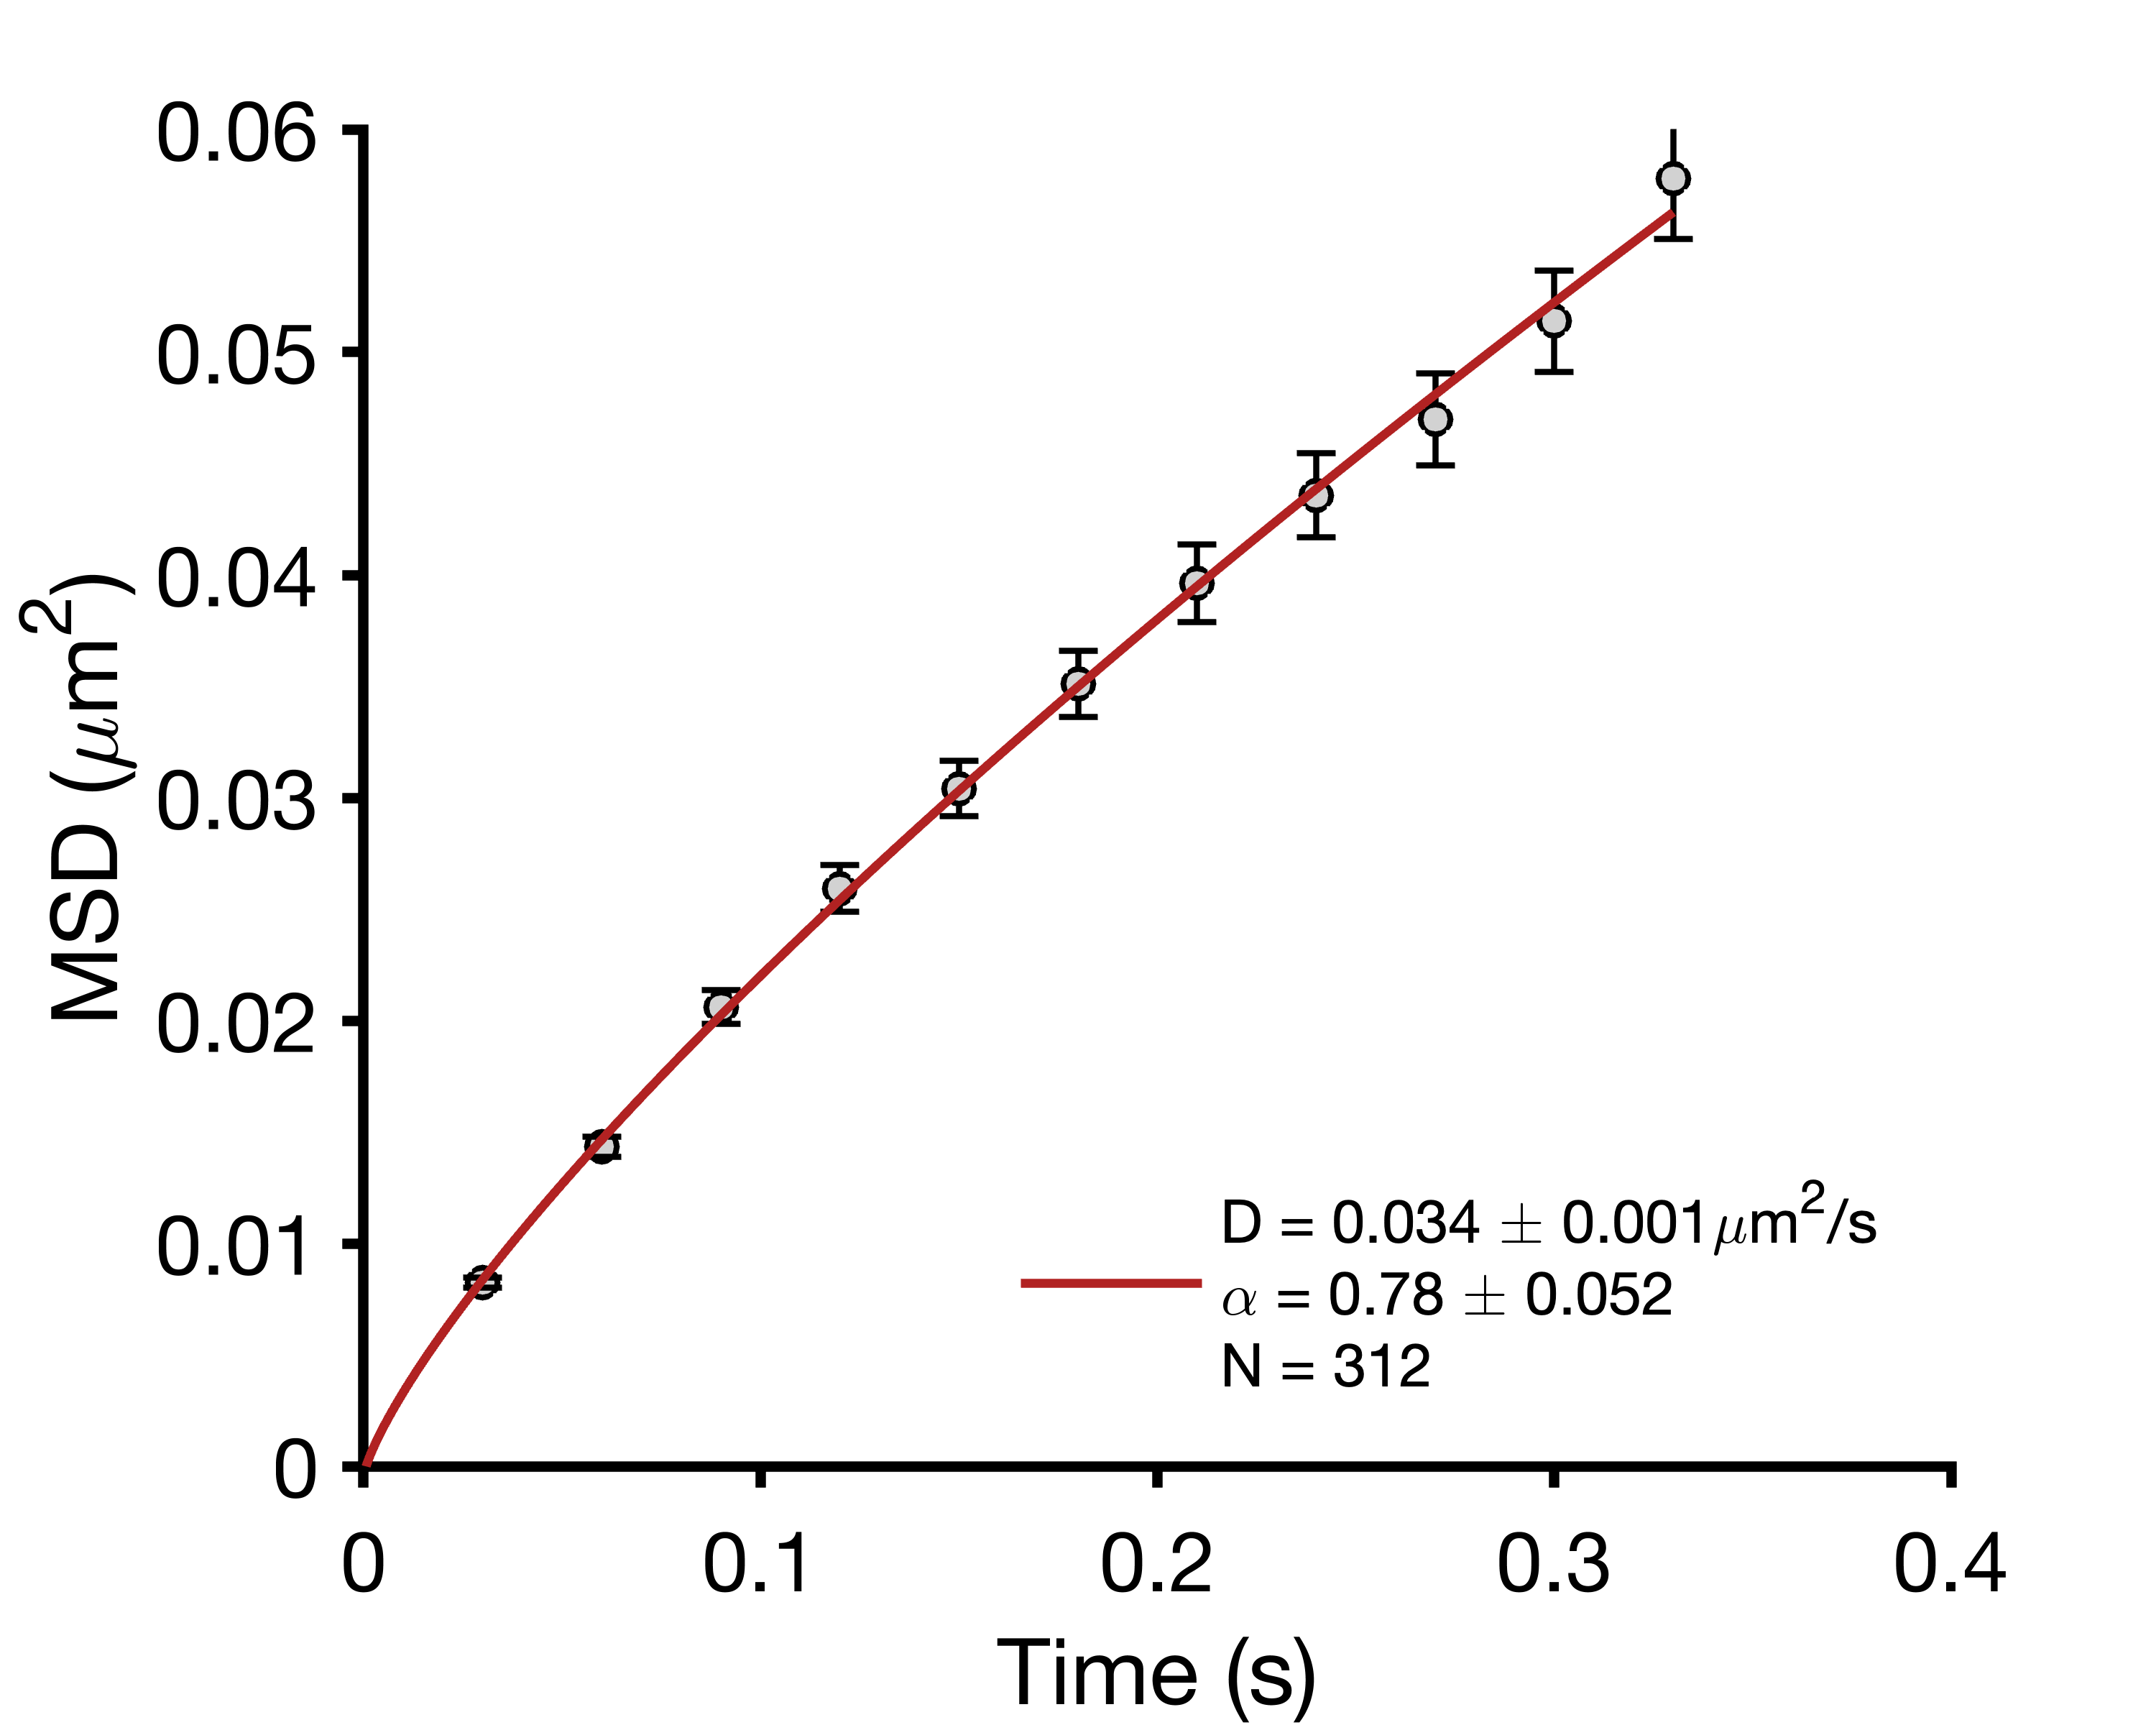 0.06
0.05
0.04
0.03
0.02
0.01
0
MSD (μm²)
0 0.1 0.2 0.3 0.4
Time (s)
D = 0.034 ± 0.001μm²/s
α = 0.78 ± 0.052
N = 312